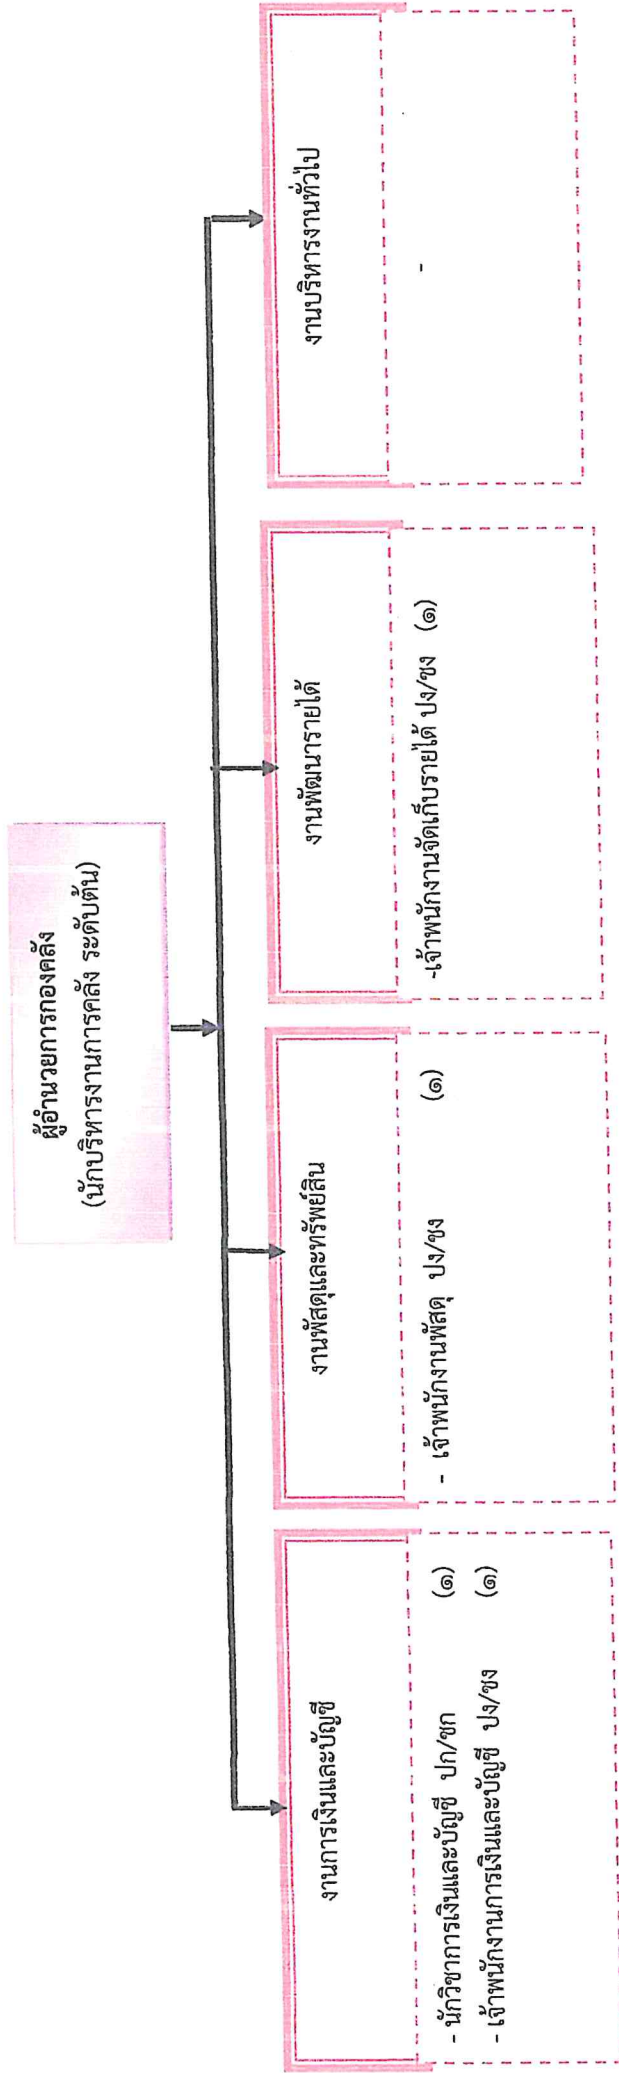 ผู้อำนวยการกองคลัง
(นักบริหารงานการคลัง ระดับต้น)
งานการเงินและบัญชี
- นักวิชาการเงินและบัญชี ปก/ชก (๑)
- เจ้าพนักงานการเงินและบัญชี ปง/ชง (๑)
งานพัสดุและทรัพย์สิน
- เจ้าพนักงานพัสดุ ปง/ชง (๑)
งานพัฒนารายได้
-เจ้าพนักงานจัดเก็บรายได้ ปง/ชง (๑)
งานบริหารงานทั่วไป
-